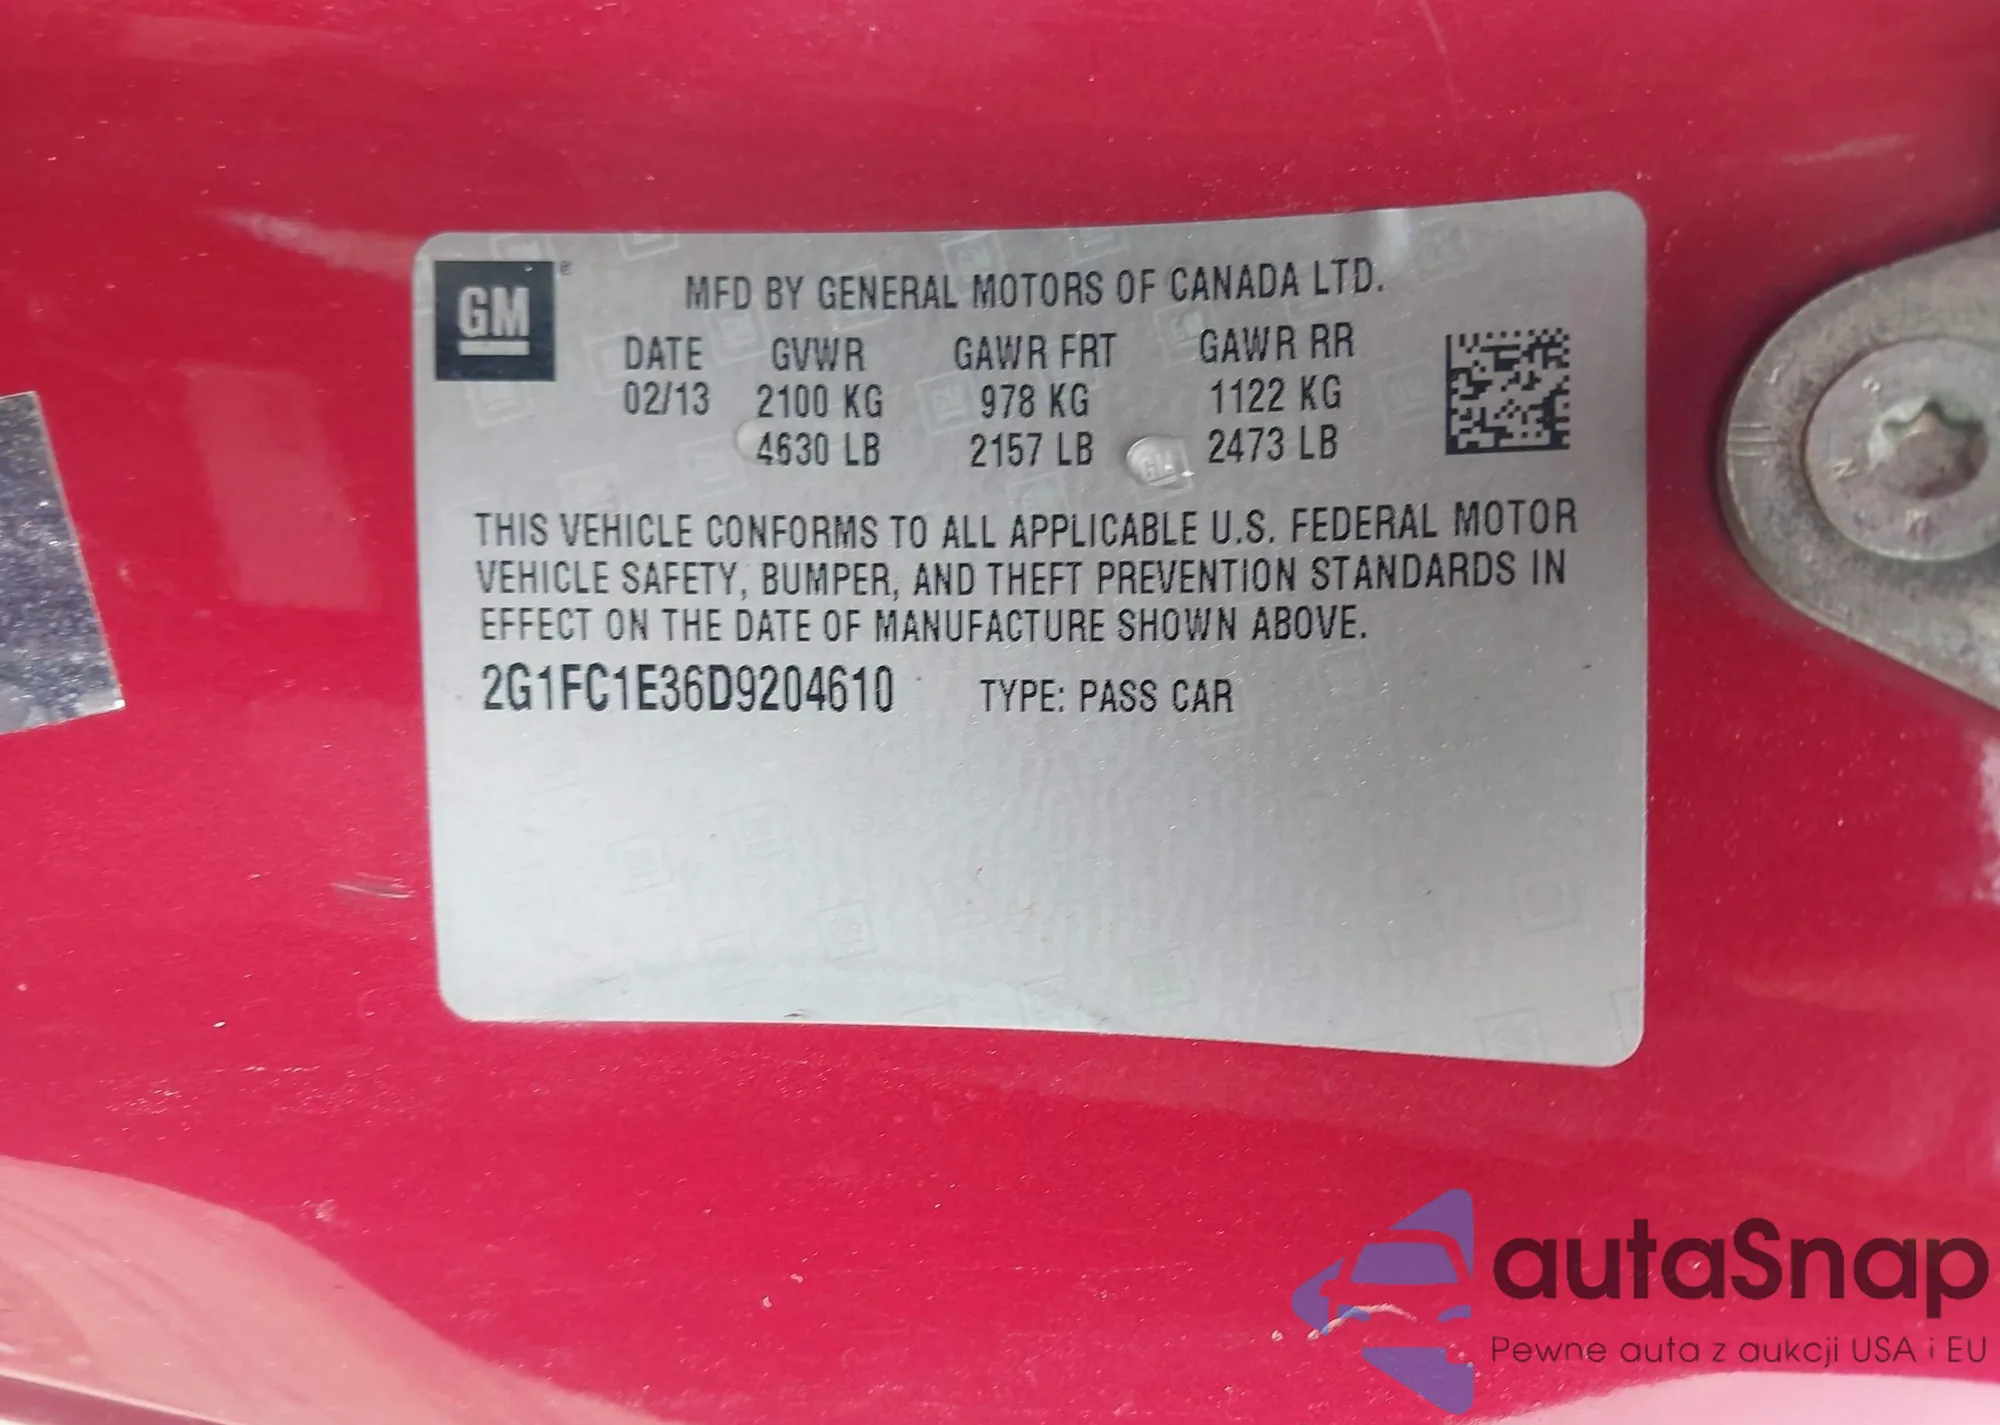 GM ®
MFD BY GENERAL MOTORS OF CANADA LTD.
DATE GVWR GAWR FRT GAWR RR
02/13 2100 KG 978 KG 1122 KG
4630 LB 2157 LB 2473 LB
THIS VEHICLE CONFORMS TO ALL APPLICABLE U.S. FEDERAL MOTOR
VEHICLE SAFETY, BUMPER, AND THEFT PREVENTION STANDARDS IN
EFFECT ON THE DATE OF MANUFACTURE SHOWN ABOVE.
2G1FC1E36D9204610 TYPE: PASS CAR
autaSnap
Pewne auta z aukcji USA i EU